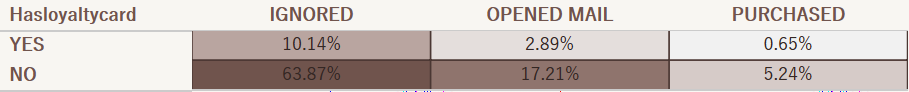 Hasloyaltycard IGNORED OPENED MAIL PURCHASED
YES 10.14% 2.89% 0.65%
NO 63.87% 17.21% 5.24%